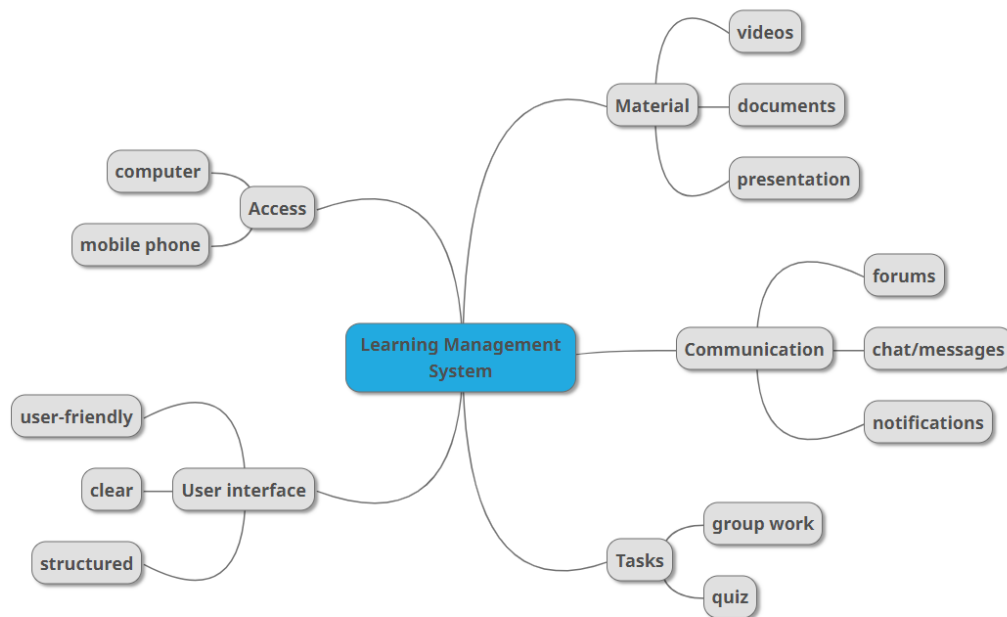 Learning Management
System
Material
videos
documents
presentation
Communication
forums
chat/messages
notifications
Tasks
group work
quiz
Access
computer
mobile phone
User interface
user-friendly
clear
structured